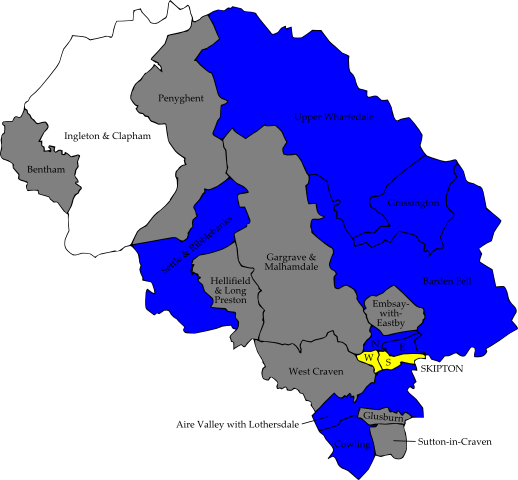 Penyghent
Upper Wharfedale
Ingleton & Clapham
Bentham
Grassington
Settle & Ribblebanks
Gargrave &
Malhamdale
Hellifield
& Long
Preston
Barden Fell
Embsay-
with-
Eastby
N
E
W
S
SKIPTON
West Craven
Glusburn
Aire Valley with Lothersdale
Cowling
Sutton-in-Craven